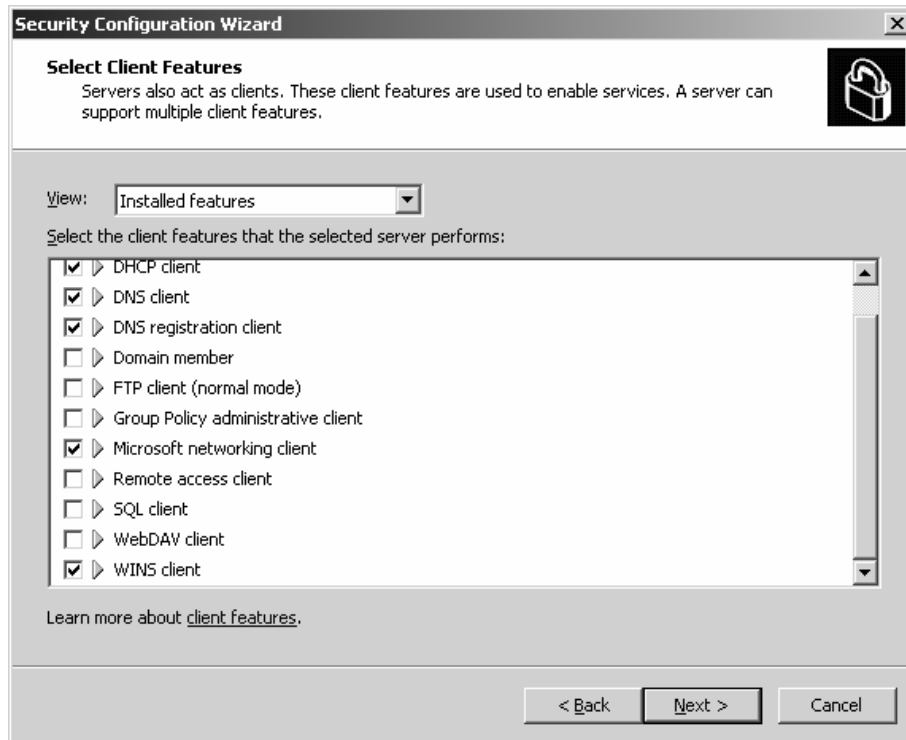 Security Configuration Wizard
Select Client Features
Servers also act as clients. These client features are used to enable services. A server can
support multiple client features.
View: Installed features
Select the client features that the selected server performs:
DHCP client
DNS client
DNS registration client
Domain member
FTP client (normal mode)
Group Policy administrative client
Microsoft networking client
Remote access client
SQL client
WebDAV client
WINS client
Learn more about client features.
< Back Next > Cancel